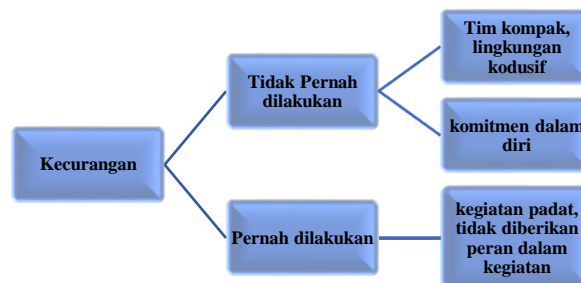 Tim kompak,
lingkungan
kodusif
Tidak Pernah
dilakukan
komitmen dalam
diri
Kecurangan
Pernah dilakukan
kegiatan padat,
tidak diberikan
peran dalam
kegiatan